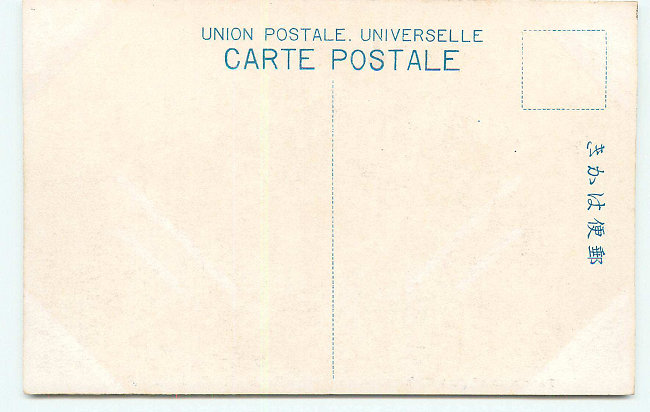 UNION POSTALE. UNIVERSELLE
CARTE POSTALE
郵便はかき